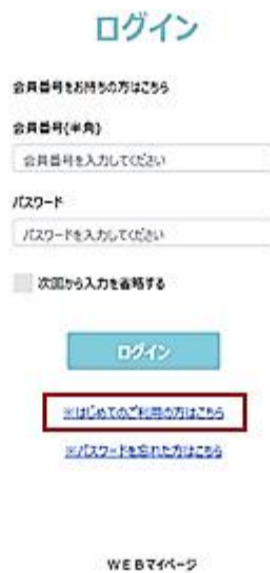 ログイン
会員番号をお持ちの方はこちら
会員番号(半角)
会員番号を入力してください
パスワード
パスワードを入力してください
次回から入力を省略する
ログイン
※はじめてのご利用の方はこちら
※パスワードを忘れた方はこちら
WEBマイページ